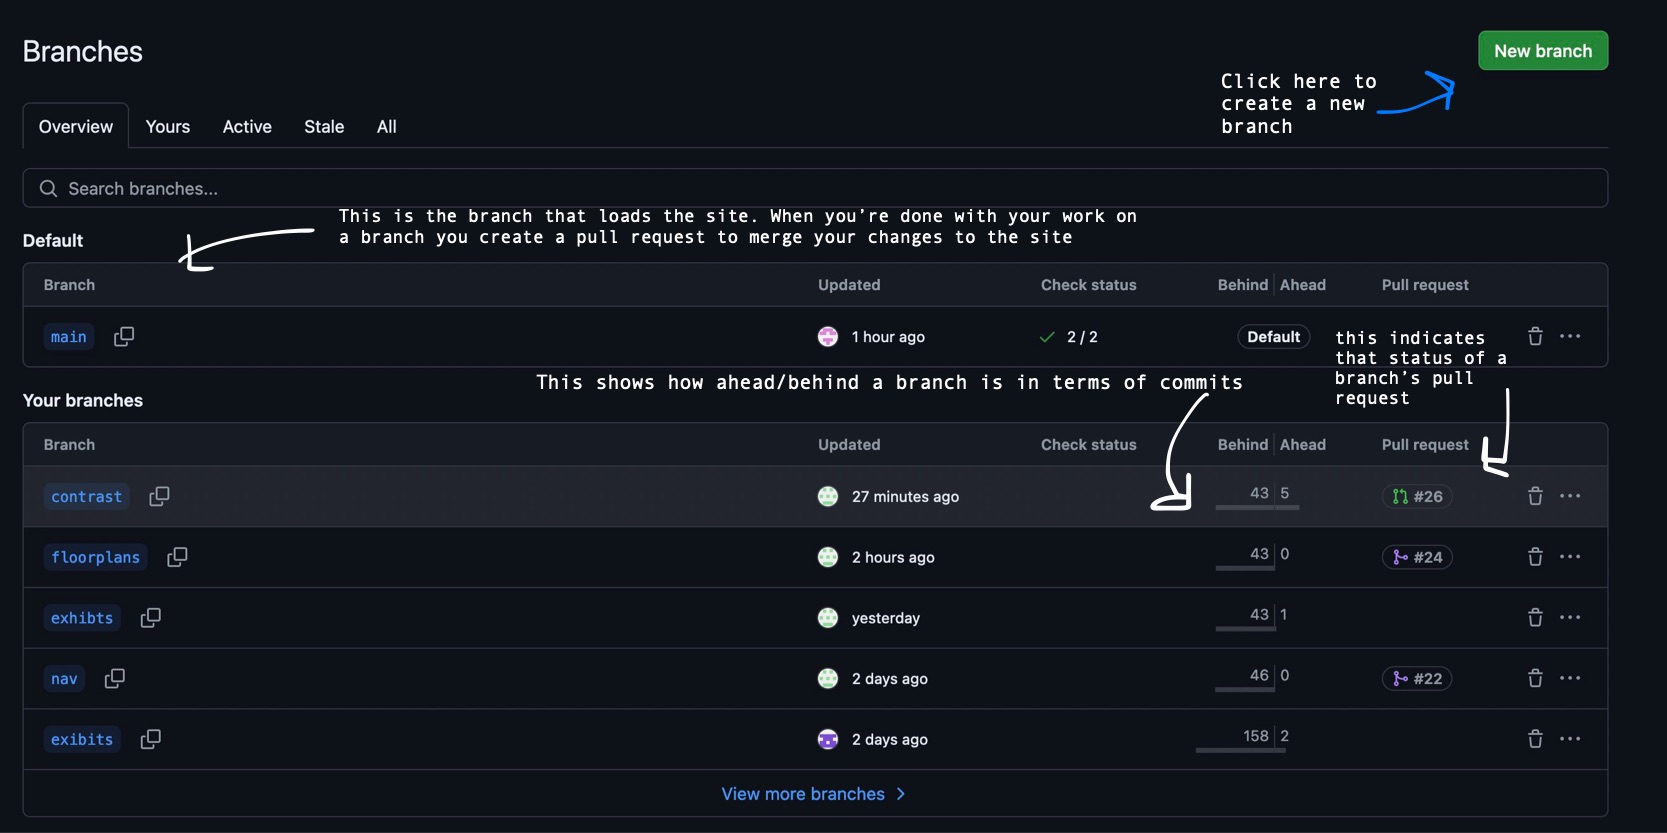 Branches
New branch
Click here to
create a new
branch
Overview Yours Active Stale All
Search branches...
This is the branch that loads the site. When you're done with your work on
a branch you create a pull request to merge your changes to the site
Default
Branch Updated Check status Behind Ahead Pull request
main 1 hour ago 2 / 2 Default
this indicates
that status of a
branch's pull
request
This shows how ahead/behind a branch is in terms of commits
Your branches
Branch Updated Check status Behind Ahead Pull request
contrast 27 minutes ago 43 5 #26
floorplans 2 hours ago 43 0 #24
exhibts yesterday 43 1
nav 2 days ago 46 0 #22
exibits 2 days ago 158 2
View more branches